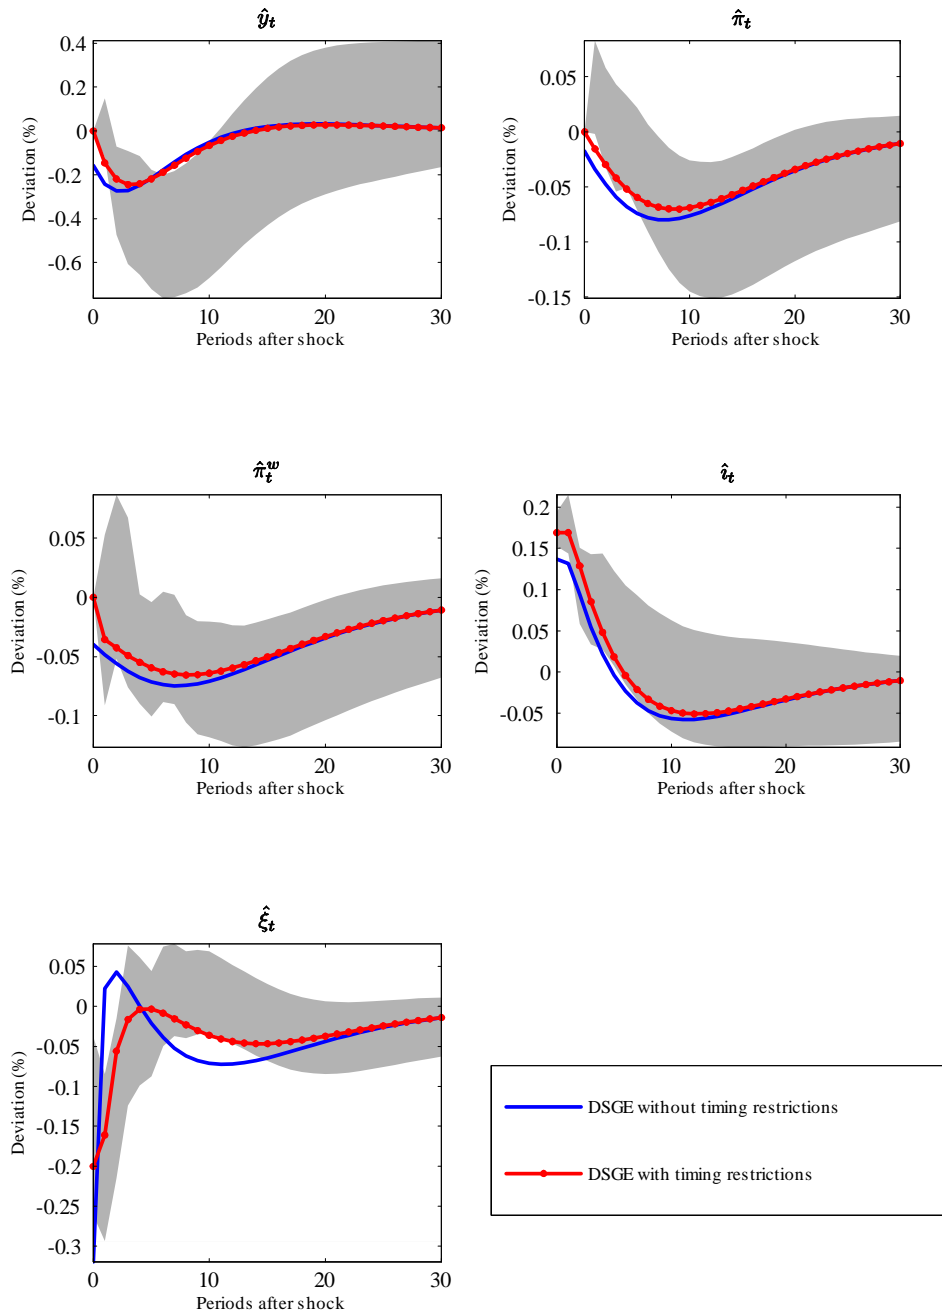 ŷₜ
π̂ₜ
0.4
0.2
0
-0.2
-0.4
-0.6
Deviation (%)
0 10 20 30
Periods after shock
0.05
0
-0.05
-0.1
-0.15
Deviation (%)
0 10 20 30
Periods after shock
π̂ₜʷ
îₜ
0.05
0
-0.05
-0.1
Deviation (%)
0 10 20 30
Periods after shock
0.2
0.15
0.1
0.05
0
-0.05
Deviation (%)
0 10 20 30
Periods after shock
ξ̂ₜ
0.05
0
-0.05
-0.1
-0.15
-0.2
-0.25
-0.3
Deviation (%)
0 10 20 30
Periods after shock
DSGE without timing restrictions
DSGE with timing restrictions